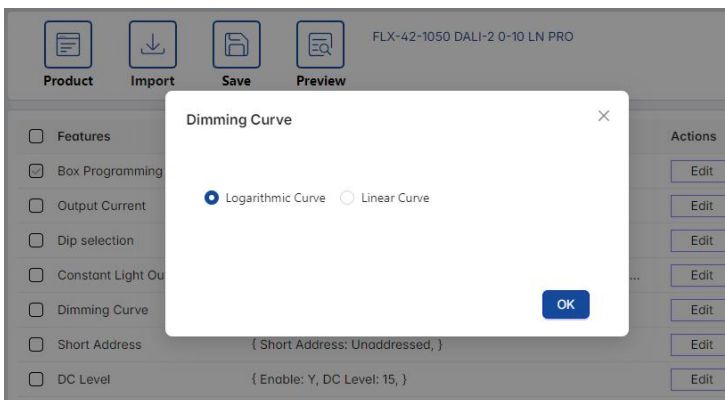 FLX-42-1050 DALI-2 0-10 LN PRO
Product Import Save Preview
Dimming Curve
Features Actions
Box Programming Edit
Logarithmic Curve Linear Curve
Output Current Edit
Dip selection Edit
Constant Light Ou ... Edit
OK
Dimming Curve Edit
Short Address { Short Address: Unaddressed, } Edit
DC Level { Enable: Y, DC Level: 15, } Edit